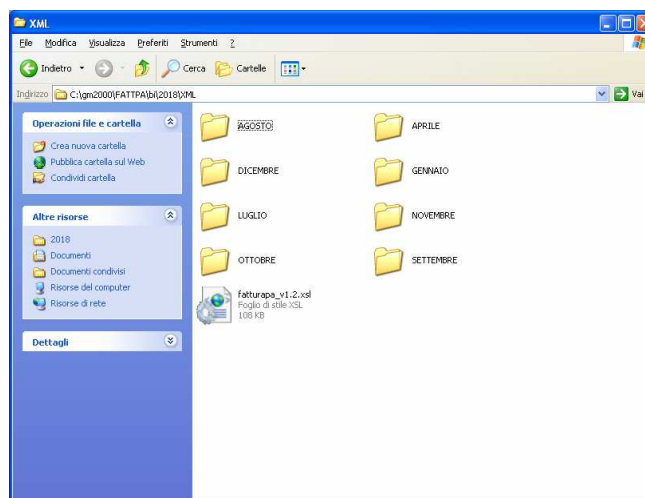 XML
File Modifica Visualizza Preferiti Strumenti ?
Indietro Cerca Cartelle
Indirizzo C:\gm2000\FATTPA\bi\2018\XML Vai
Operazioni file e cartella
Crea nuova cartella
Pubblica cartella sul Web
Condividi cartella
Altre risorse
2018
Documenti
Documenti condivisi
Risorse del computer
Risorse di rete
Dettagli
AGOSTO APRILE
DICEMBRE GENNAIO
LUGLIO NOVEMBRE
OTTOBRE SETTEMBRE
fatturapa_v1.2.xsl
Foglio di stile XSL
108 KB